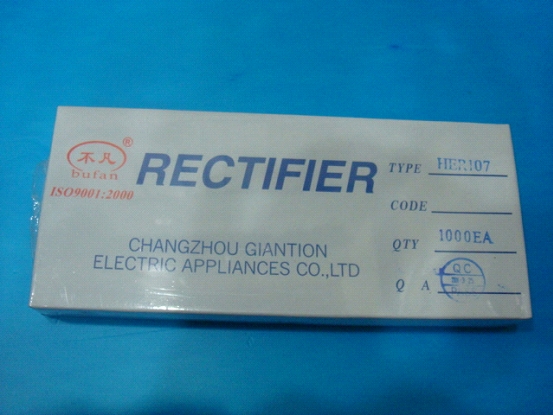 不凡 ®
bufan
ISO9001:2000
RECTIFIER
CHANGZHOU GIANTION
ELECTRIC APPLIANCES CO.,LTD
TYPE HER107
CODE
QTY 1000EA
Q A
QC